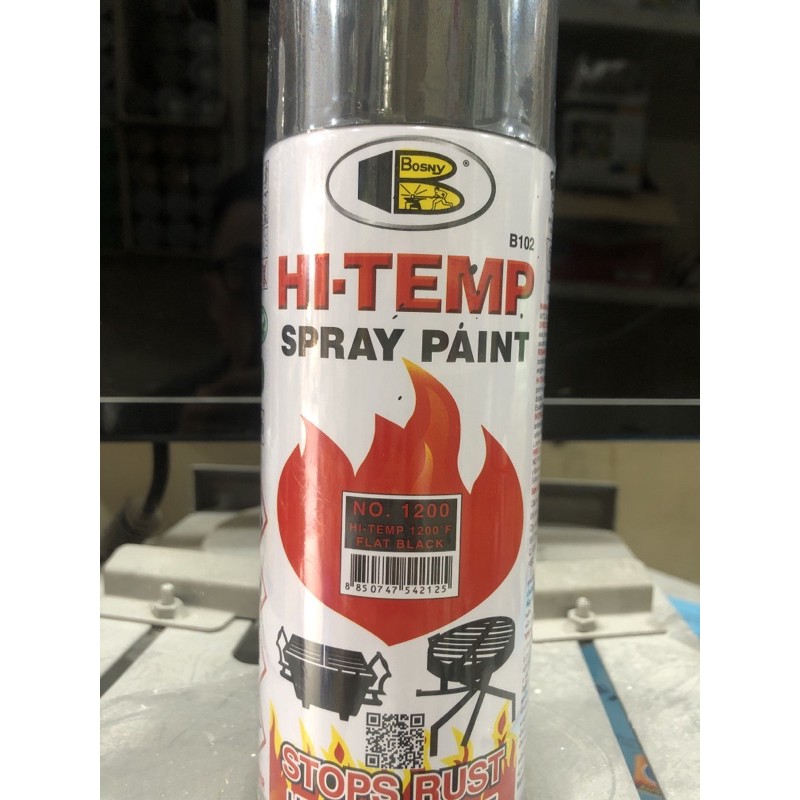 BOSNY
®
B102
HI-TEMP
SPRAY PAINT
NO. 1200
HI-TEMP 1200°F
FLAT BLACK
8 850747 542125
STOPS RUST